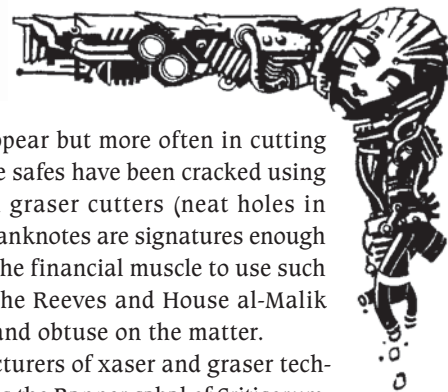 pear but more often in cutting
e safes have been cracked using
graser cutters (neat holes in
anknotes are signatures enough
he financial muscle to use such
he Reeves and House al-Malik
and obtuse on the matter.
cturers of xaser and graser tech-